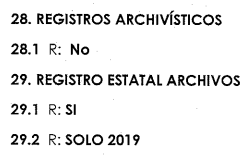 28. REGISTROS ARCHIVÍSTICOS
28.1 R: No
29. REGISTRO ESTATAL ARCHIVOS
29.1 R: SI
29.2 R: SOLO 2019